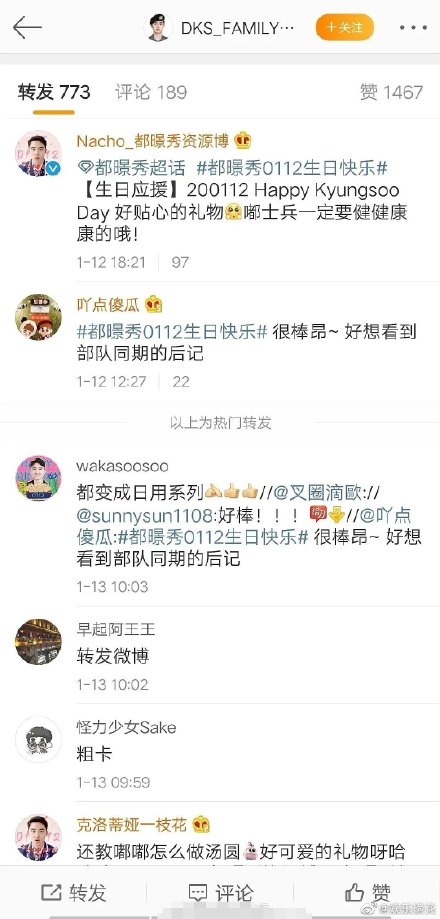 DKS_FAMILY···
+关注
转发 773
评论 189
赞 1467
Nacho_都暻秀资源博
都暻秀超话 #都暻秀0112生日快乐#
【生日应援】200112 Happy Kyungsoo
Day 好贴心的礼物 嘟士兵一定要健健康
康的哦！
1-12 18:21
97
吖点傻瓜
#都暻秀0112生日快乐# 很棒昂~ 好想看到
部队同期的后记
1-12 12:27
22
以上为热门转发
wakasoosoo
都变成日用系列👍👍//@叉圈滴歐://
@sunnysun1108:好棒！！！//@吖点
傻瓜:#都暻秀0112生日快乐# 很棒昂~ 好想
看到部队同期的后记
1-13 10:03
早起阿王王
转发微博
1-13 10:02
怪力少女Sake
粗卡
1-13 09:59
克洛蒂娅一枝花
还教嘟嘟怎么做汤圆 好可爱的礼物呀哈
转发
评论
赞